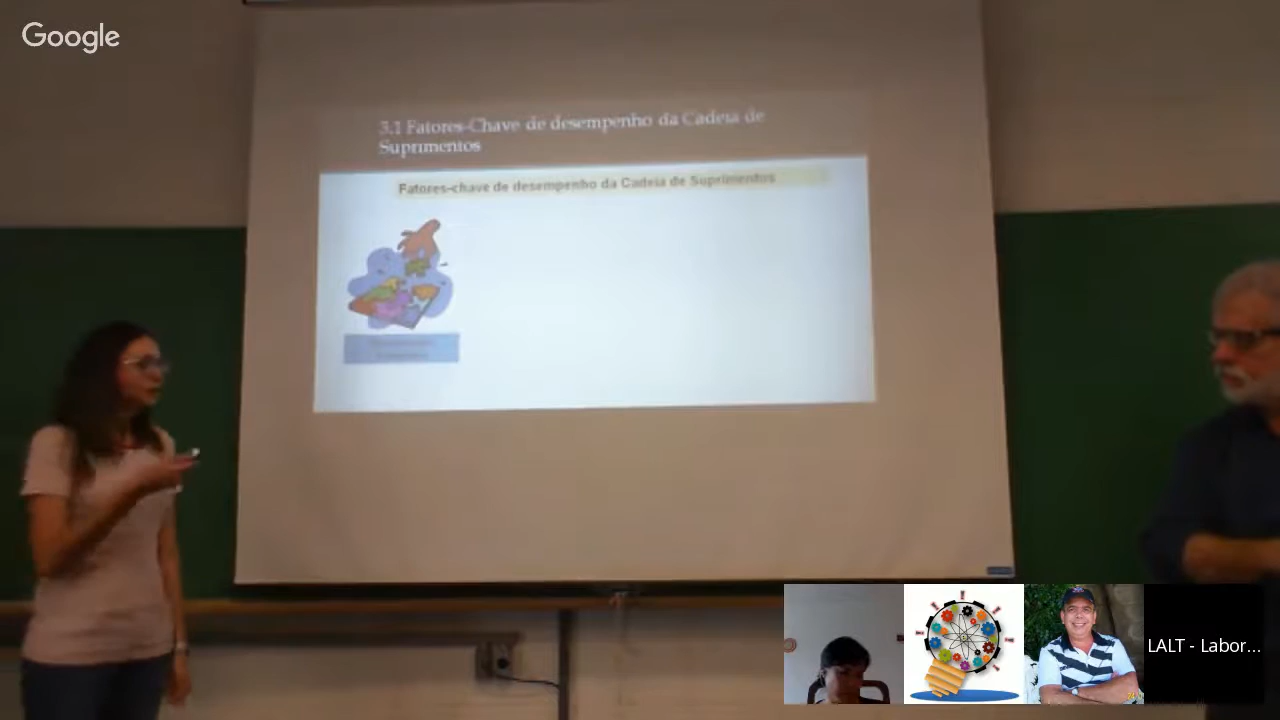 Google
3.1 Fatores-Chave de desempenho da Cadeia de
Suprimentos
Fatores-chave de desempenho da Cadeia de Suprimentos
LALT - Labor...